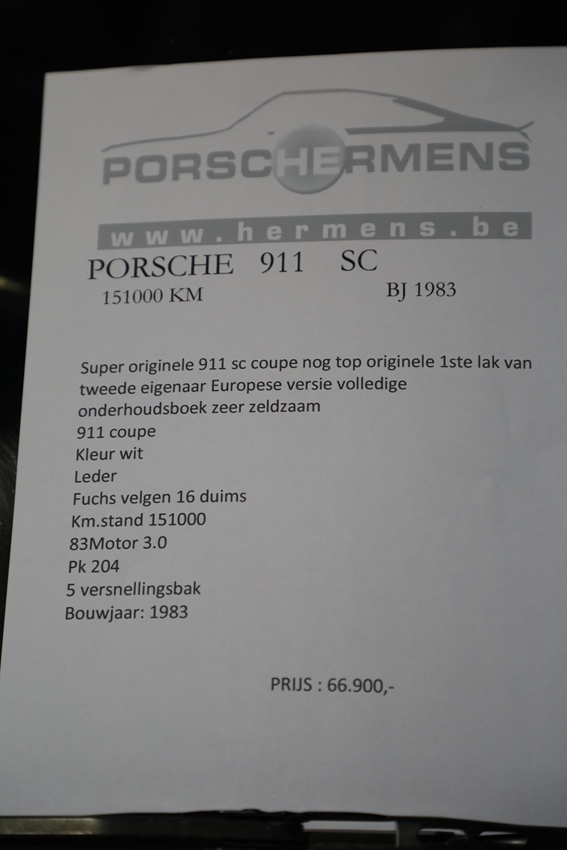 PORSCHERMENS
www.hermens.be
PORSCHE 911 SC
151000 KM BJ 1983
Super originele 911 sc coupe nog top originele 1ste lak van
tweede eigenaar Europese versie volledige
onderhoudsboek zeer zeldzaam
911 coupe
Kleur wit
Leder
Fuchs velgen 16 duims
Km.stand 151000
83Motor 3.0
Pk 204
5 versnellingsbak
Bouwjaar: 1983
PRIJS : 66.900,-